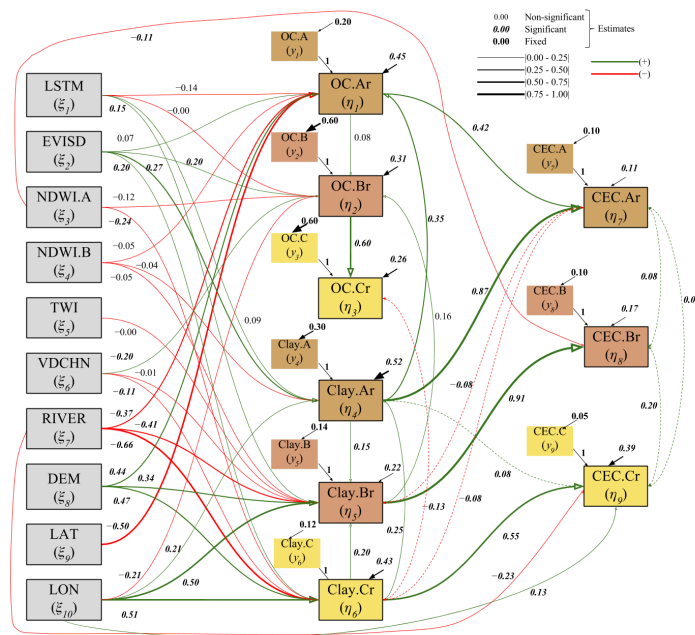 0.00 Non-significant
0.00 Significant
0.00 Fixed
Estimates
|0.00 - 0.25|
|0.25 - 0.50|
|0.50 - 0.75|
|0.75 - 1.00|
(+)
(−)
−0.11
0.20
OC.A
(y1)
1
0.45
LSTM
(ξ1)
0.15
−0.14
−0.00
OC.Ar
(η1)
0.08
0.42
EVISD
(ξ2)
0.07
0.20
0.20
0.27
0.60
OC.B
(y2)
1
0.31
OC.Br
(η2)
0.10
CEC.A
(y7)
1
0.11
CEC.Ar
(η7)
NDWI.A
(ξ3)
−0.12
−0.24
0.60
OC.C
(y3)
1
0.60
0.26
OC.Cr
(η3)
0.35
NDWI.B
(ξ4)
−0.05
−0.04
−0.05
0.87
0.08
0.0
0.10
CEC.B
(y8)
1
0.17
CEC.Br
(η8)
TWI
(ξ5)
−0.00
0.09
0.30
Clay.A
(y4)
1
0.52
Clay.Ar
(η4)
0.16
VDCHN
(ξ6)
−0.20
−0.01
−0.11
−0.08
0.91
0.20
RIVER
(ξ7)
−0.37
−0.41
−0.66
0.14
Clay.B
(y5)
1
0.15
0.22
Clay.Br
(η5)
0.05
CEC.C
(y9)
1
0.39
CEC.Cr
(η9)
DEM
(ξ8)
0.44
0.34
0.47
0.08
−0.08
−0.13
LAT
(ξ9)
−0.50
0.21
0.12
Clay.C
(y6)
1
0.20
0.25
0.43
Clay.Cr
(η6)
0.55
LON
(ξ10)
−0.21
0.50
0.51
−0.23
0.13